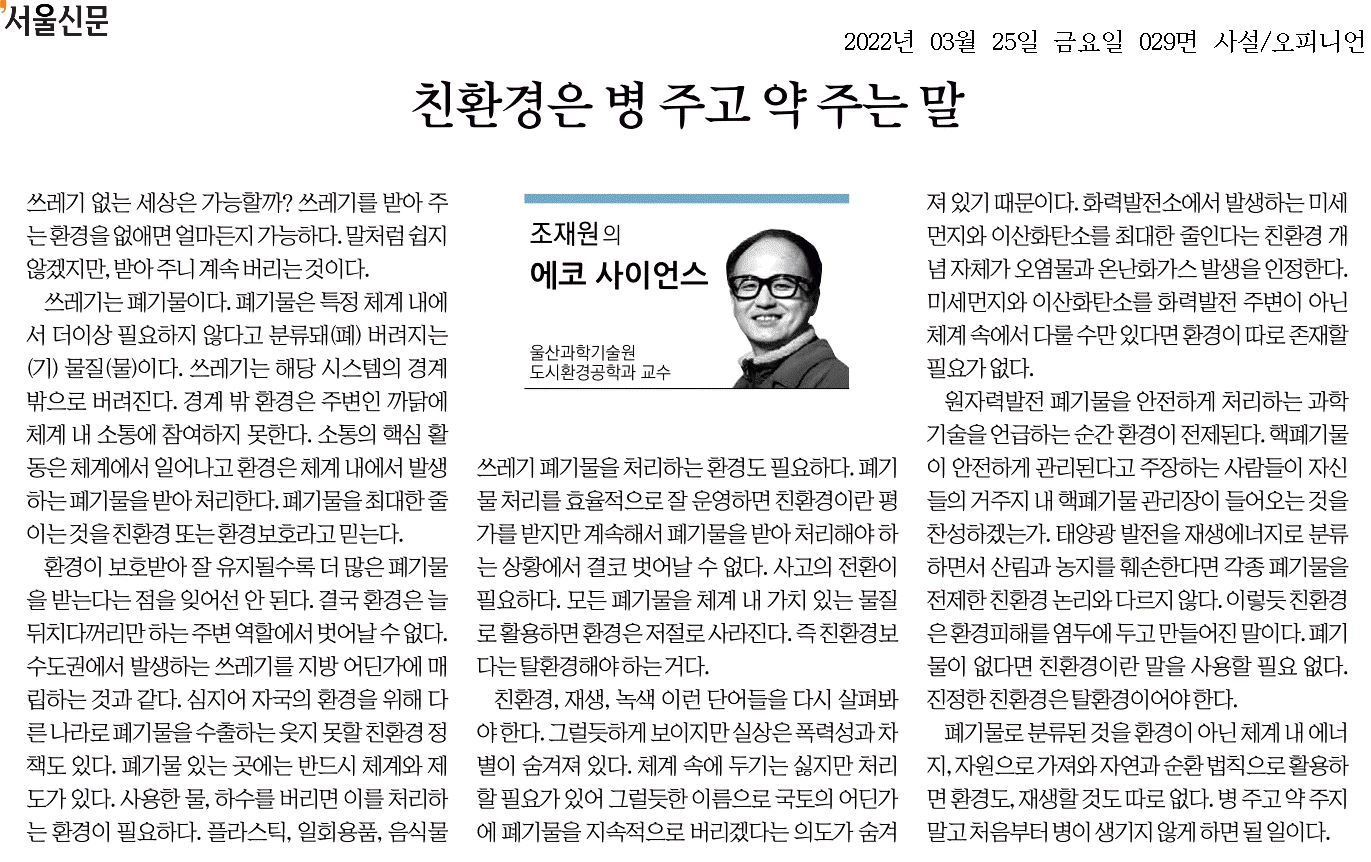 서울신문
2022년 03월 25일 금요일 029면 사설/오피니언
친환경은 병 주고 약 주는 말
쓰레기 없는 세상은 가능할까? 쓰레기를 받아 주
는 환경을 없애면 얼마든지 가능하다. 말처럼 쉽지
않겠지만, 받아 주니 계속 버리는 것이다.
쓰레기는 폐기물이다. 폐기물은 특정 체계 내에
서 더이상 필요하지 않다고 분류돼(폐) 버려지는
(기) 물질(물)이다. 쓰레기는 해당 시스템의 경계
밖으로 버려진다. 경계 밖 환경은 주변인 까닭에
체계 내 소통에 참여하지 못한다. 소통의 핵심 활
동은 체계에서 일어나고 환경은 체계 내에서 발생
하는 폐기물을 받아 처리한다. 폐기물을 최대한 줄
이는 것을 친환경 또는 환경보호라고 믿는다.
환경이 보호받아 잘 유지될수록 더 많은 폐기물
을 받는다는 점을 잊어선 안 된다. 결국 환경은 늘
뒤치다꺼리만 하는 주변 역할에서 벗어날 수 없다.
수도권에서 발생하는 쓰레기를 지방 어딘가에 매
립하는 것과 같다. 심지어 자국의 환경을 위해 다
른 나라로 폐기물을 수출하는 웃지 못할 친환경 정
책도 있다. 폐기물 있는 곳에는 반드시 체계와 제
도가 있다. 사용한 물, 하수를 버리면 이를 처리하
는 환경이 필요하다. 플라스틱, 일회용품, 음식물
조재원의
에코 사이언스
울산과학기술원
도시환경공학과 교수
쓰레기 폐기물을 처리하는 환경도 필요하다. 폐기
물 처리를 효율적으로 잘 운영하면 친환경이란 평
가를 받지만 계속해서 폐기물을 받아 처리해야 하
는 상황에서 결코 벗어날 수 없다. 사고의 전환이
필요하다. 모든 폐기물을 체계 내 가치 있는 물질
로 활용하면 환경은 저절로 사라진다. 즉 친환경보
다는 탈환경해야 하는 거다.
친환경, 재생, 녹색 이런 단어들을 다시 살펴봐
야 한다. 그럴듯하게 보이지만 실상은 폭력성과 차
별이 숨겨져 있다. 체계 속에 두기는 싫지만 처리
할 필요가 있어 그럴듯한 이름으로 국토의 어딘가
에 폐기물을 지속적으로 버리겠다는 의도가 숨겨
져 있기 때문이다. 화력발전소에서 발생하는 미세
먼지와 이산화탄소를 최대한 줄인다는 친환경 개
념 자체가 오염물과 온난화가스 발생을 인정한다.
미세먼지와 이산화탄소를 화력발전 주변이 아닌
체계 속에서 다룰 수만 있다면 환경이 따로 존재할
필요가 없다.
원자력발전 폐기물을 안전하게 처리하는 과학
기술을 언급하는 순간 환경이 전제된다. 핵폐기물
이 안전하게 관리된다고 주장하는 사람들이 자신
들의 거주지 내 핵폐기물 관리장이 들어오는 것을
찬성하겠는가. 태양광 발전을 재생에너지로 분류
하면서 산림과 농지를 훼손한다면 각종 폐기물을
전제한 친환경 논리와 다르지 않다. 이렇듯 친환경
은 환경피해를 염두에 두고 만들어진 말이다. 폐기
물이 없다면 친환경이란 말을 사용할 필요 없다.
진정한 친환경은 탈환경이어야 한다.
폐기물로 분류된 것을 환경이 아닌 체계 내 에너
지, 자원으로 가져와 자연과 순환 법칙으로 활용하
면 환경도, 재생할 것도 따로 없다. 병 주고 약 주지
말고 처음부터 병이 생기지 않게 하면 될 일이다.